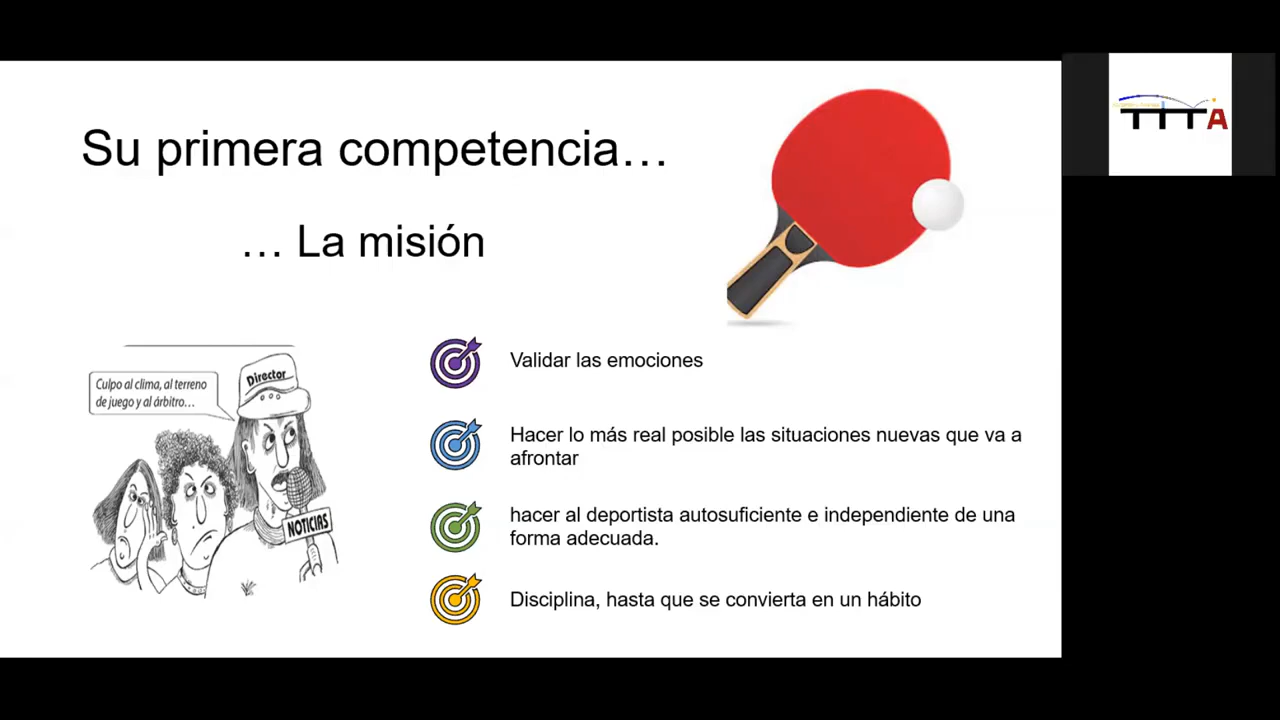 Su primera competencia…
… La misión
Culpo al clima, al terreno
de juego y al árbitro…
Director
NOTICIAS
Validar las emociones
Hacer lo más real posible las situaciones nuevas que va a
afrontar
hacer al deportista autosuficiente e independiente de una
forma adecuada.
Disciplina, hasta que se convierta en un hábito
TTTA